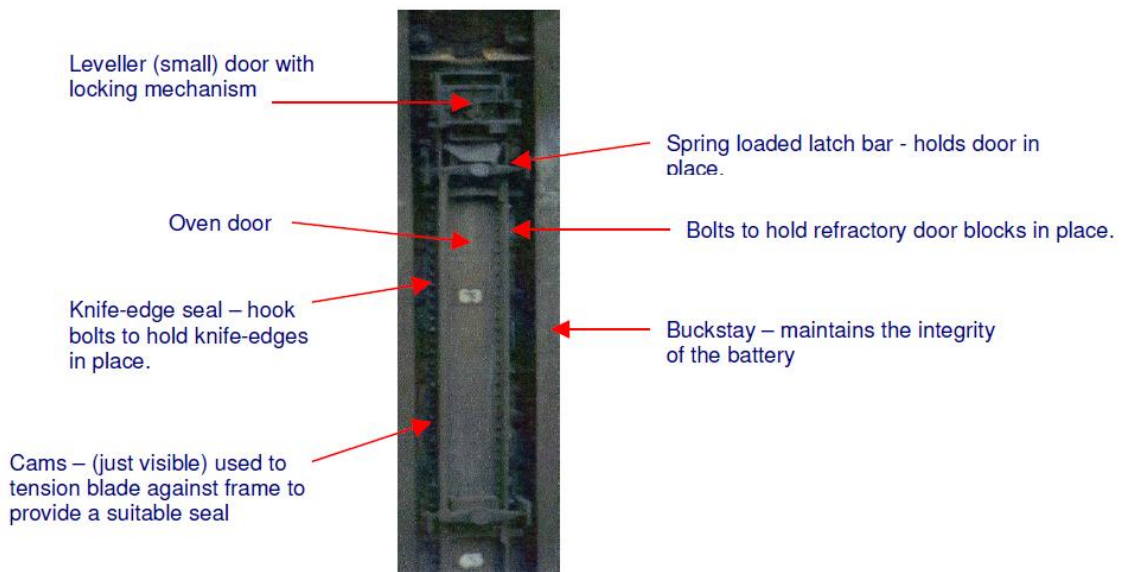 Leveller (small) door with
locking mechanism
Spring loaded latch bar - holds door in
place.
Oven door
Bolts to hold refractory door blocks in place.
Knife-edge seal – hook
bolts to hold knife-edges
in place.
63
Buckstay – maintains the integrity
of the battery
Cams – (just visible) used to
tension blade against frame to
provide a suitable seal